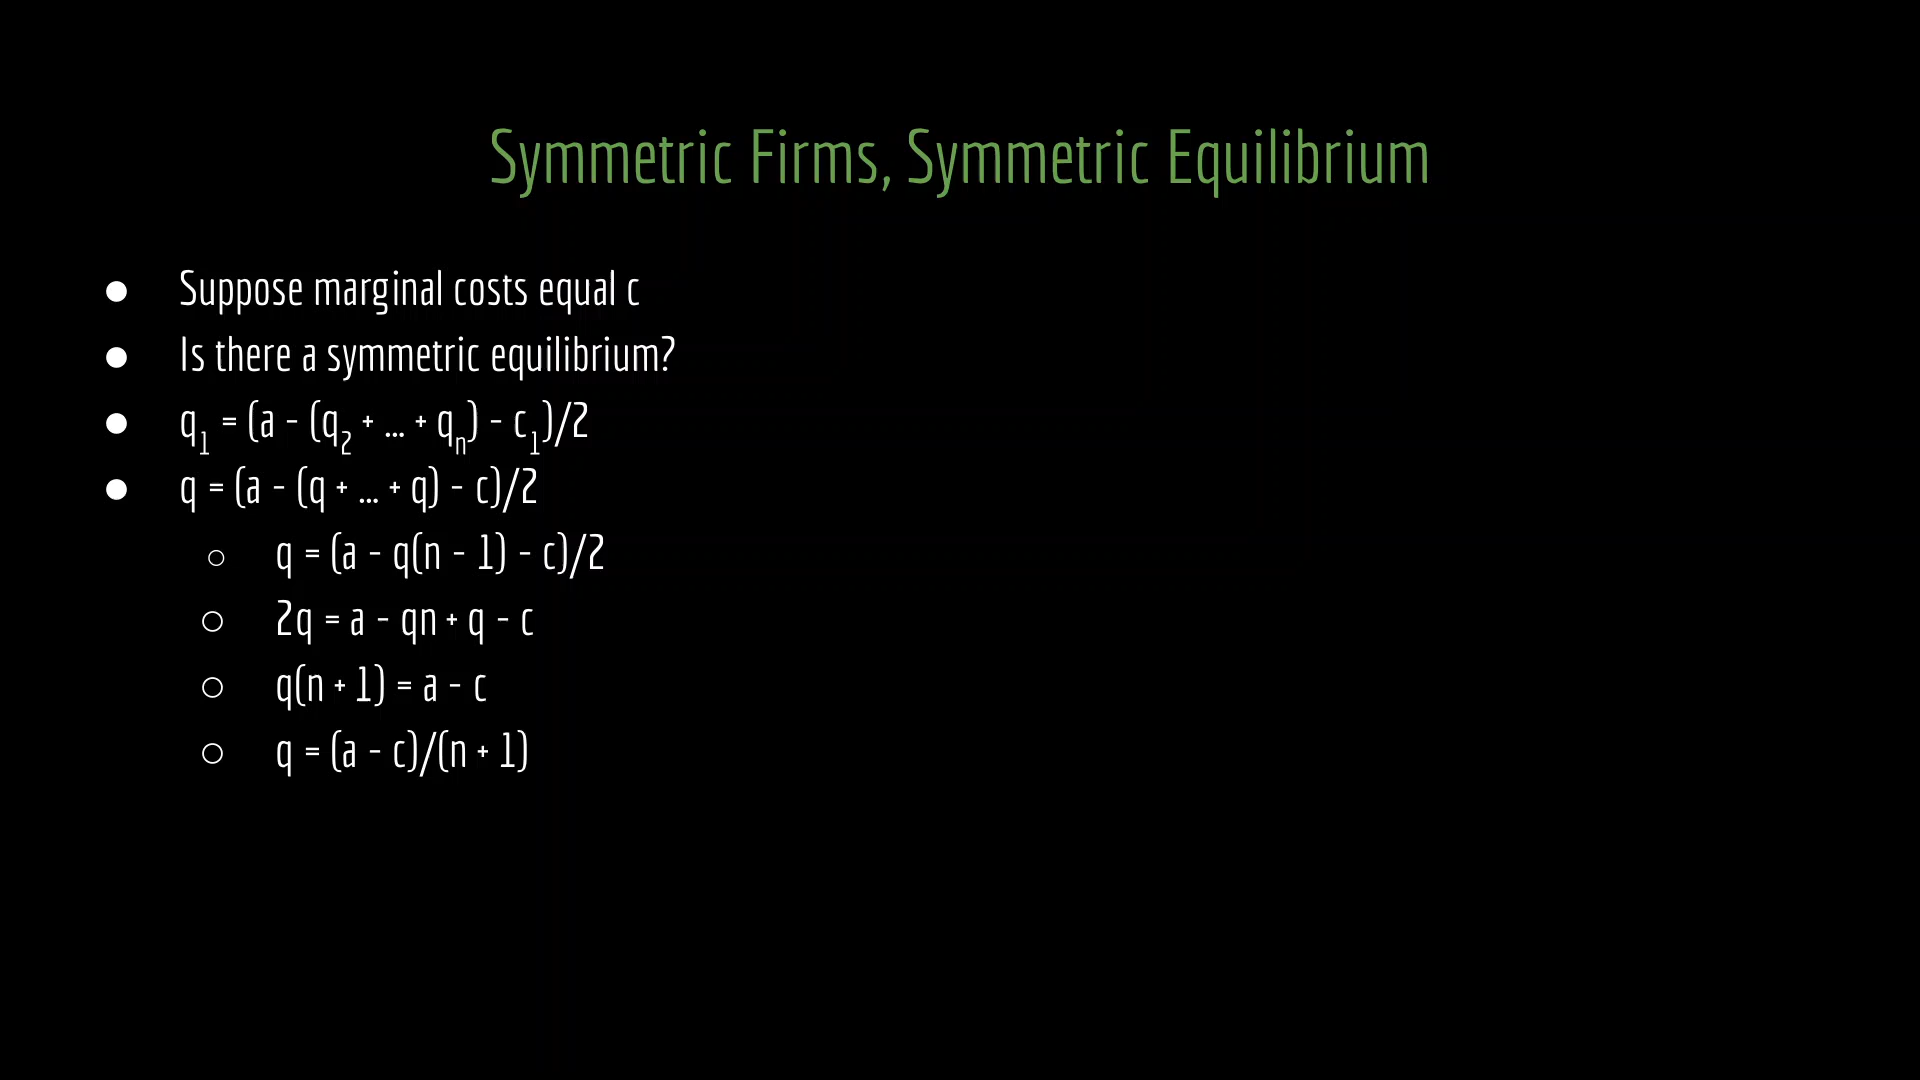 Symmetric Firms, Symmetric Equilibrium
● Suppose marginal costs equal c
● Is there a symmetric equilibrium?
● q₁ = (a - (q₂ + ... + qₙ) - c₁)/2
● q = (a - (q + ... + q) - c)/2
○ q = (a - q(n - 1) - c)/2
○ 2q = a - qn + q - c
○ q(n + 1) = a - c
○ q = (a - c)/(n + 1)